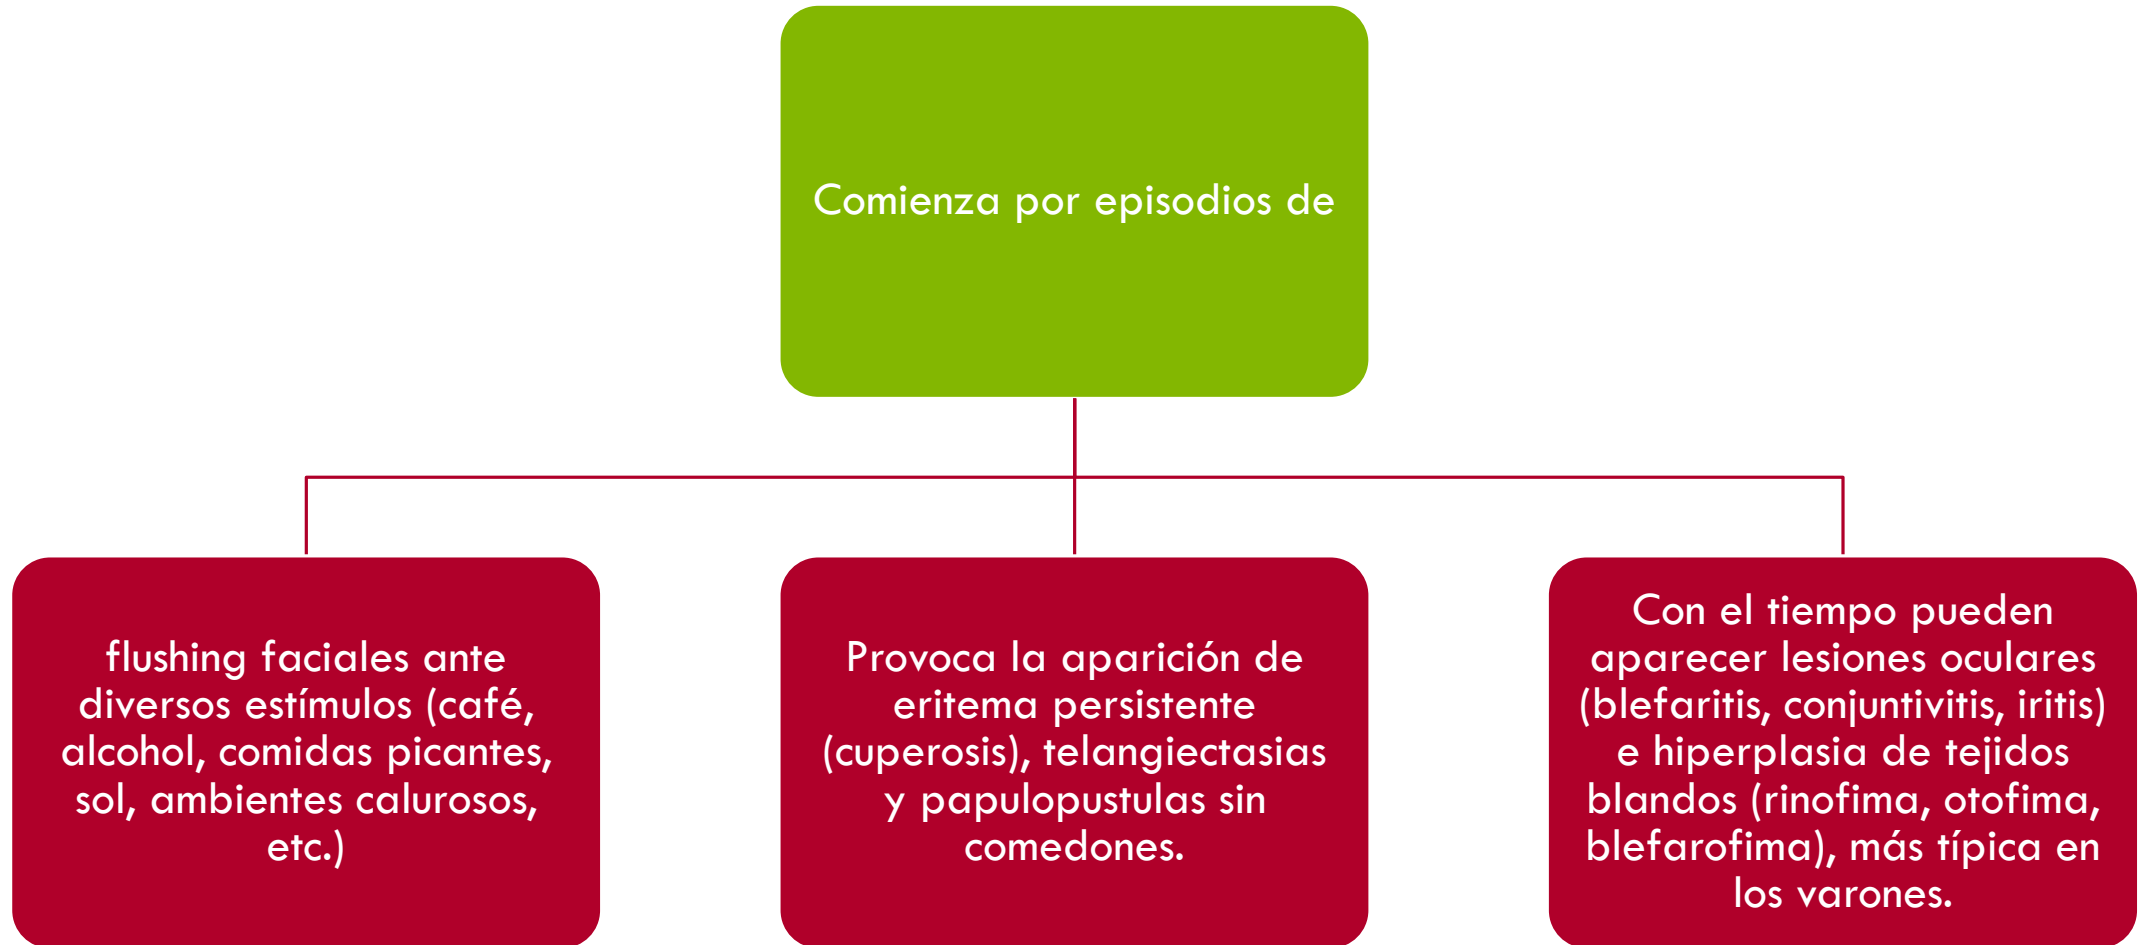 Comienza por episodios de
flushing faciales ante
diversos estímulos (café,
alcohol, comidas picantes,
sol, ambientes calurosos,
etc.)
Provoca la aparición de
eritema persistente
(cuperosis), telangiectasias
y papulopustulas sin
comedones.
Con el tiempo pueden
aparecer lesiones oculares
(blefaritis, conjuntivitis, iritis)
e hiperplasia de tejidos
blandos (rinofima, otofima,
blefarofima), más típica en
los varones.